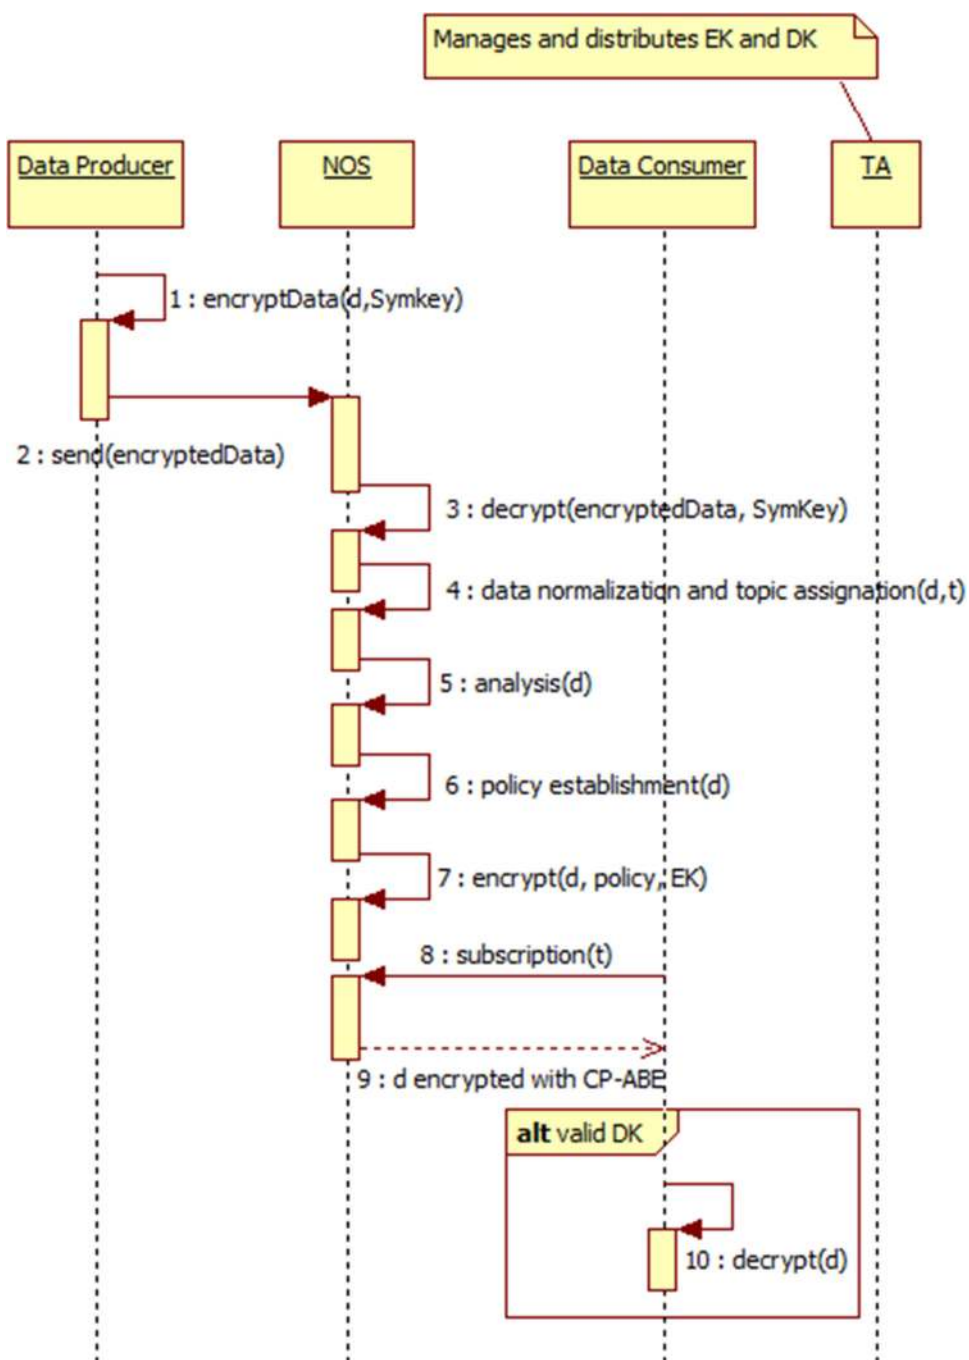 Manages and distributes EK and DK
Data Producer
NOS
Data Consumer
TA
1 : encryptData(d,Symkey)
2 : send(encryptedData)
3 : decrypt(encryptedData, SymKey)
4 : data normalization and topic assignation(d,t)
5 : analysis(d)
6 : policy establishment(d)
7 : encrypt(d, policy, EK)
8 : subscription(t)
9 : d encrypted with CP-ABE
alt valid DK
10 : decrypt(d)